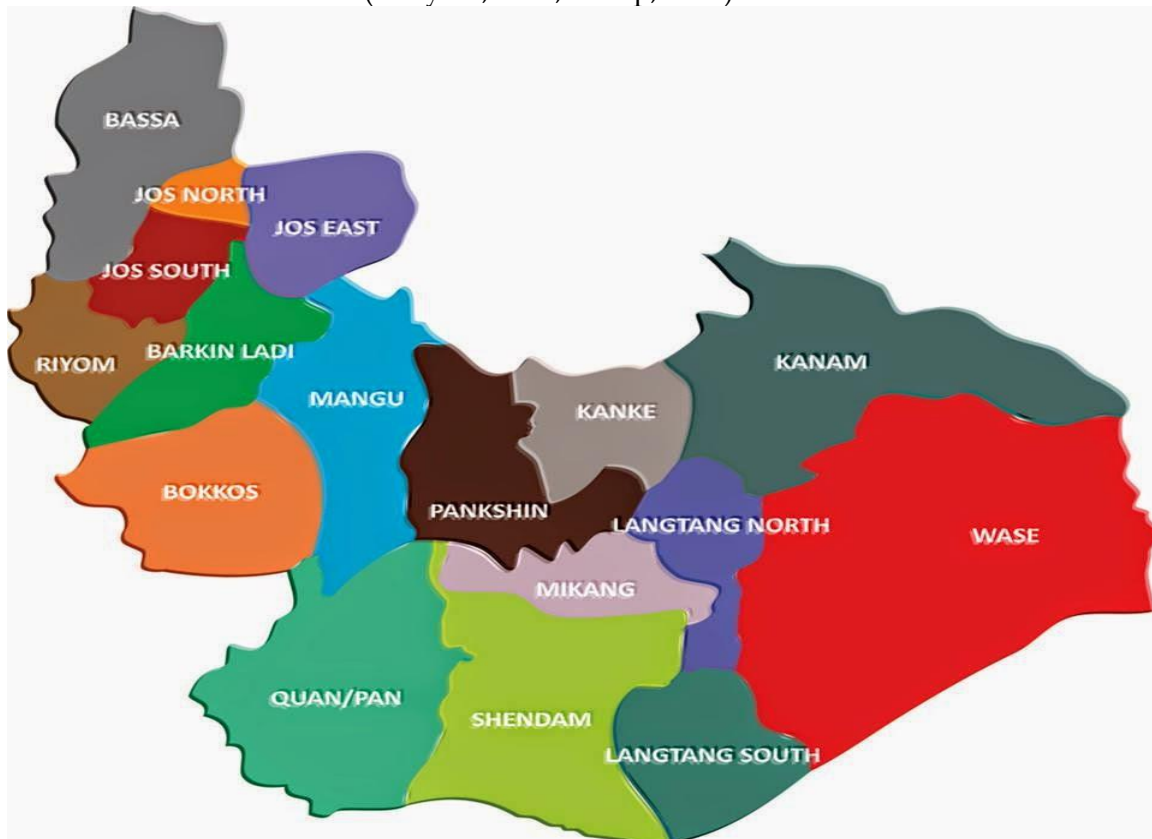 BASSA
JOS NORTH
JOS EAST
JOS SOUTH
BARKIN LADI
RIYOM
KANAM
MANGU
KANKE
BOKKOS
PANKSHIN
LANGTANG NORTH
WASE
MIKANG
QUAN/PAN
SHENDAM
LANGTANG SOUTH